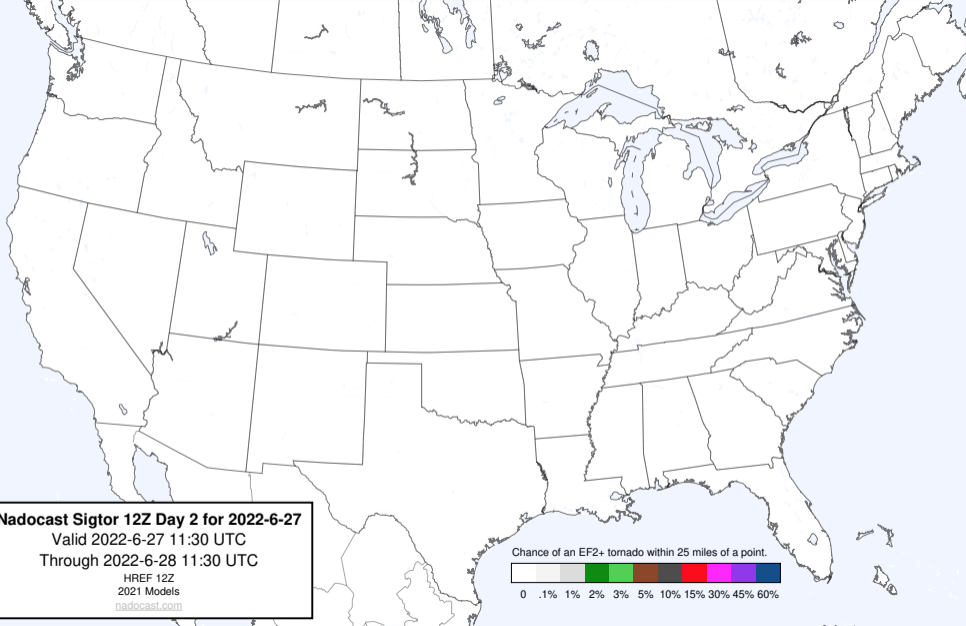 Nadocast Sigtor 12Z Day 2 for 2022-6-27
Valid 2022-6-27 11:30 UTC
Through 2022-6-28 11:30 UTC
HREF 12Z
2021 Models
nadocast.com
Chance of an EF2+ tornado within 25 miles of a point.
0 .1% 1% 2% 3% 5% 10% 15% 30% 45% 60%